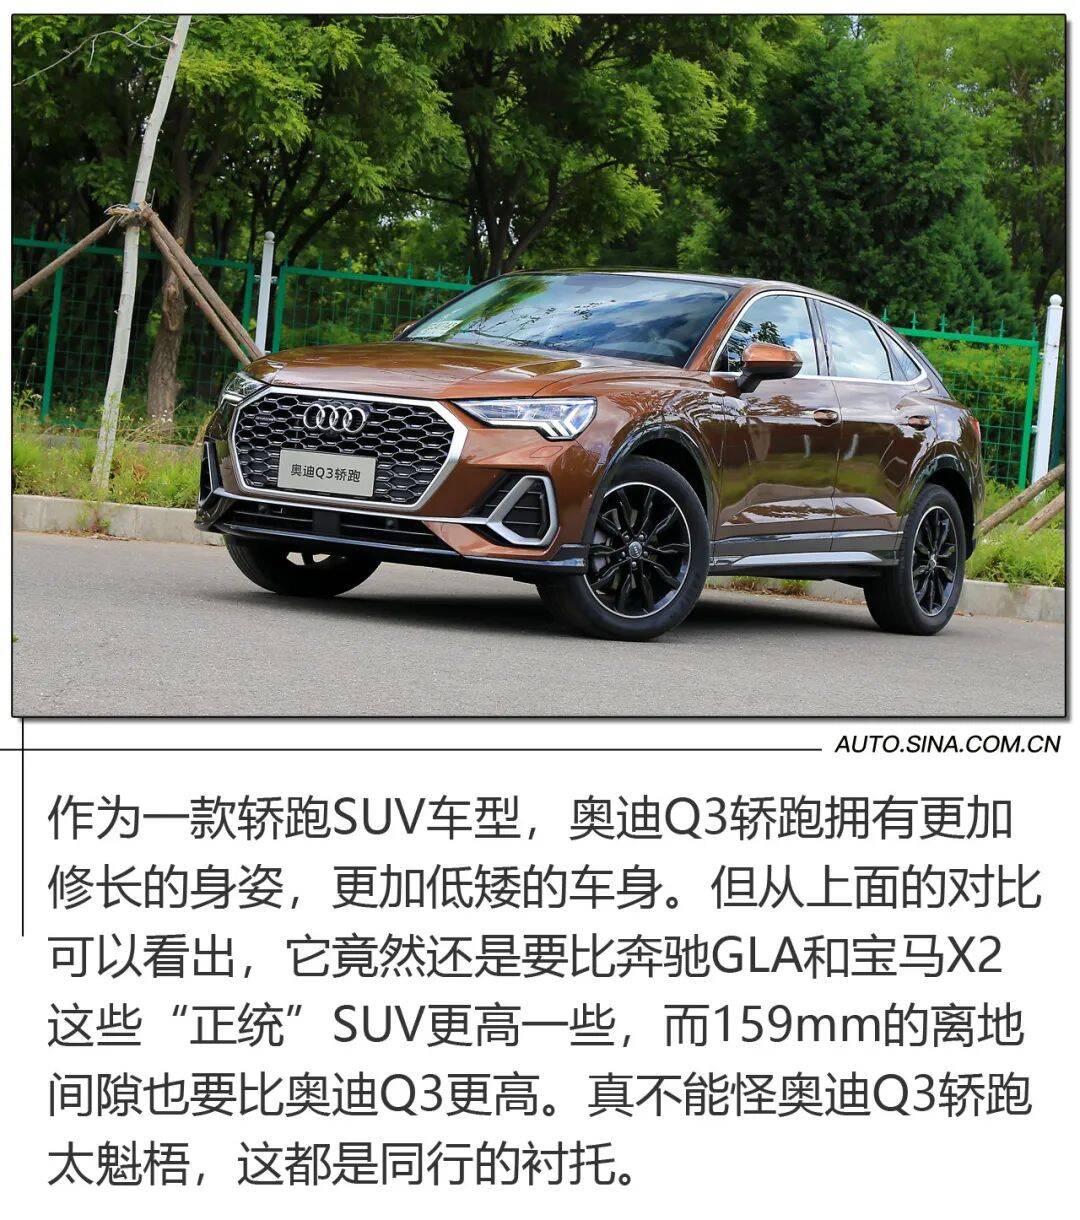 奥迪Q3轿跑
AUTO.SINA.COM.CN
作为一款轿跑SUV车型，奥迪Q3轿跑拥有更加
修长的身姿，更加低矮的车身。但从上面的对比
可以看出，它竟然还是要比奔驰GLA和宝马X2
这些“正统”SUV更高一些，而159mm的离地
间隙也要比奥迪Q3更高。真不能怪奥迪Q3轿跑
太魁梧，这都是同行的衬托。